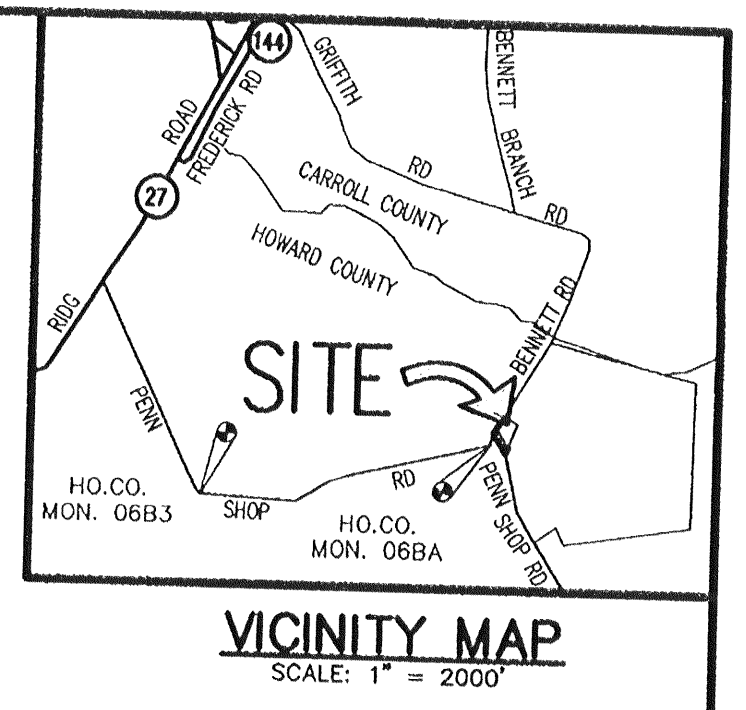 144
GRIFFITH
BENNETT BRANCH
ROAD
FREDERICK RD
RD
CARROLL COUNTY
RD
27
HOWARD COUNTY
RIDG
BENNETT RD
SITE
PENN
HO.CO.
MON. 06B3
SHOP
RD
HO.CO.
MON. 06BA
PENN SHOP RD
VICINITY MAP
SCALE: 1" = 2000'